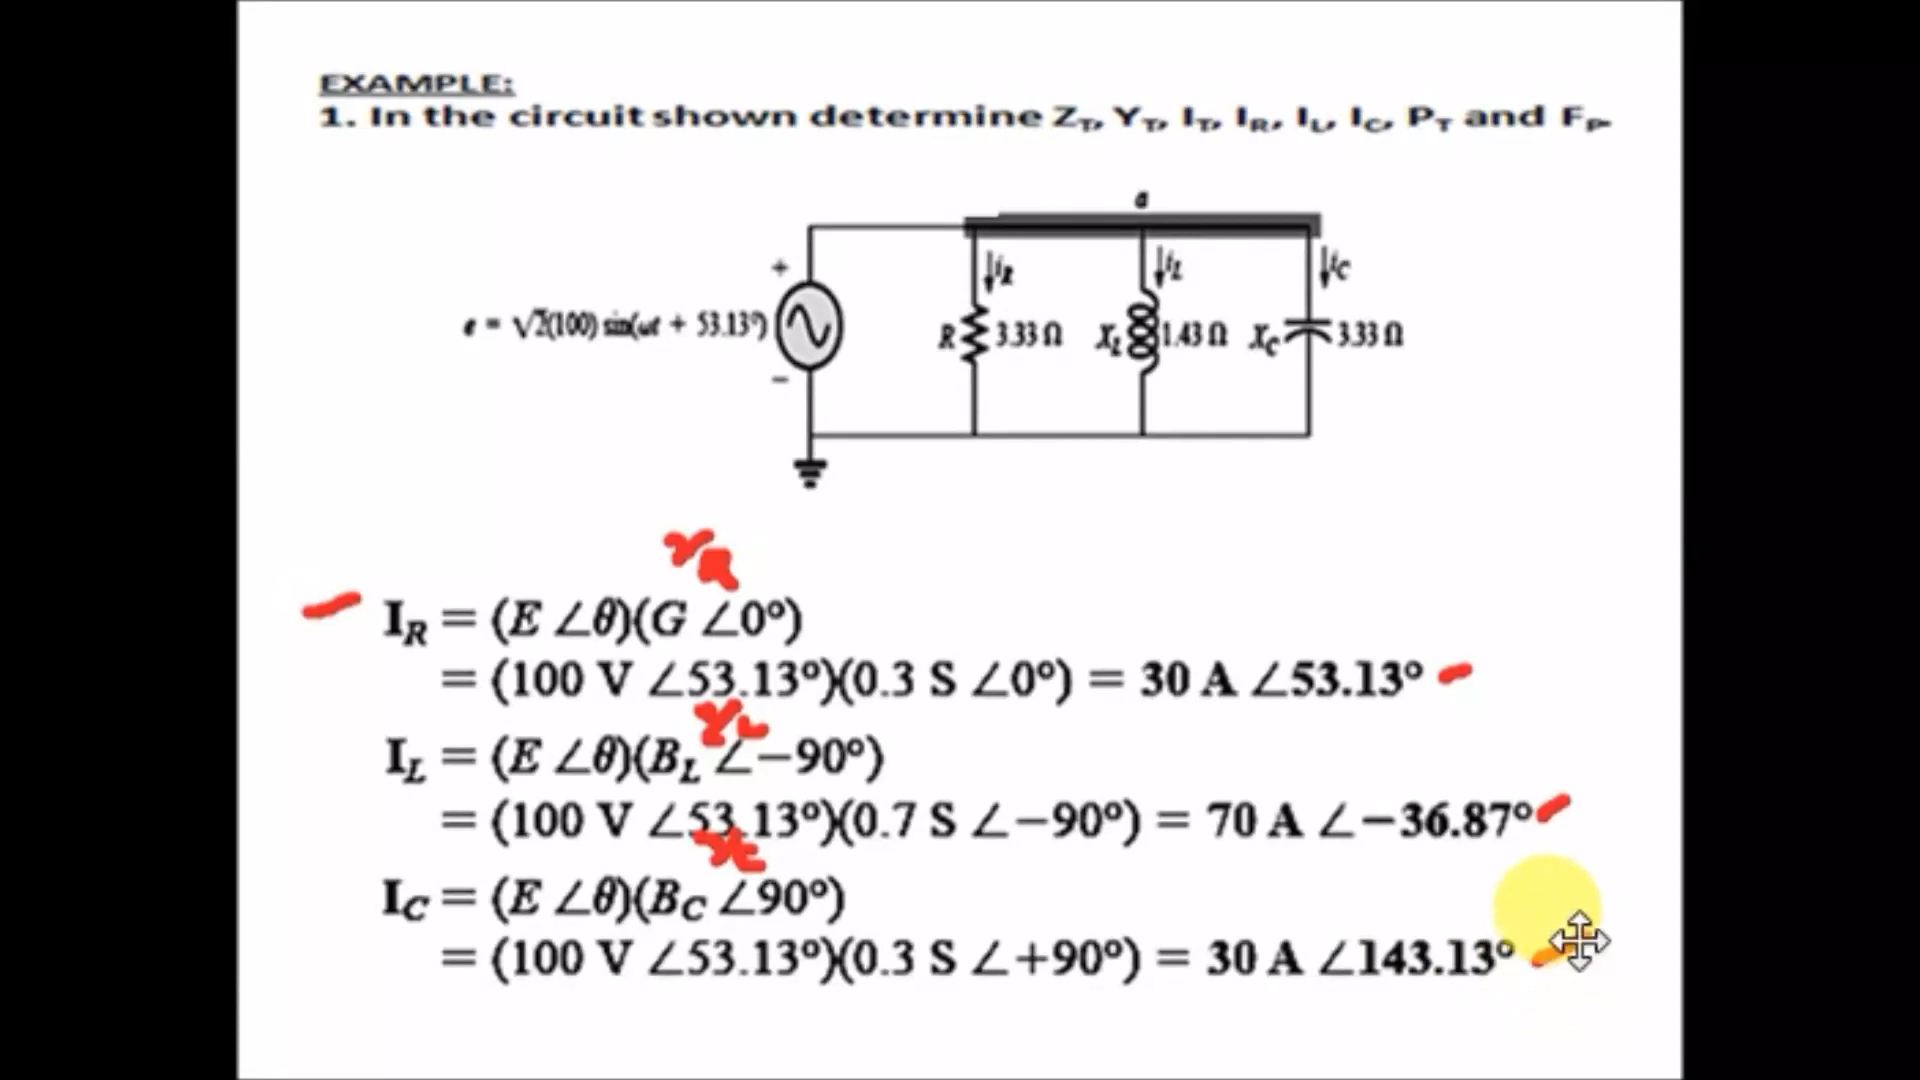 EXAMPLE:
1. In the circuit shown determine Z_T, Y_T, I_T, I_R, I_L, I_C, P_T and F_P.
a
+
i_R
i_L
i_C
e = √2(100) sin(ωt + 53.13°)
R 3.33 Ω X_L 1.43 Ω X_C 3.33 Ω
−
Y_R
I_R = (E ∠θ)(G ∠0°)
= (100 V ∠53.13°)(0.3 S ∠0°) = 30 A ∠53.13°
Y_L
I_L = (E ∠θ)(B_L ∠−90°)
= (100 V ∠53.13°)(0.7 S ∠−90°) = 70 A ∠−36.87°
Y_C
I_C = (E ∠θ)(B_C ∠90°)
= (100 V ∠53.13°)(0.3 S ∠+90°) = 30 A ∠143.13°